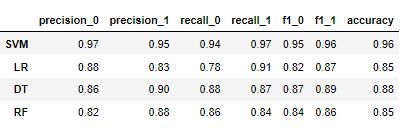 precision_0 precision_1 recall_0 recall_1 f1_0 f1_1 accuracy
SVM 0.97 0.95 0.94 0.97 0.95 0.96 0.96
LR 0.88 0.83 0.78 0.91 0.82 0.87 0.85
DT 0.86 0.90 0.88 0.87 0.87 0.89 0.88
RF 0.82 0.88 0.86 0.84 0.84 0.86 0.85